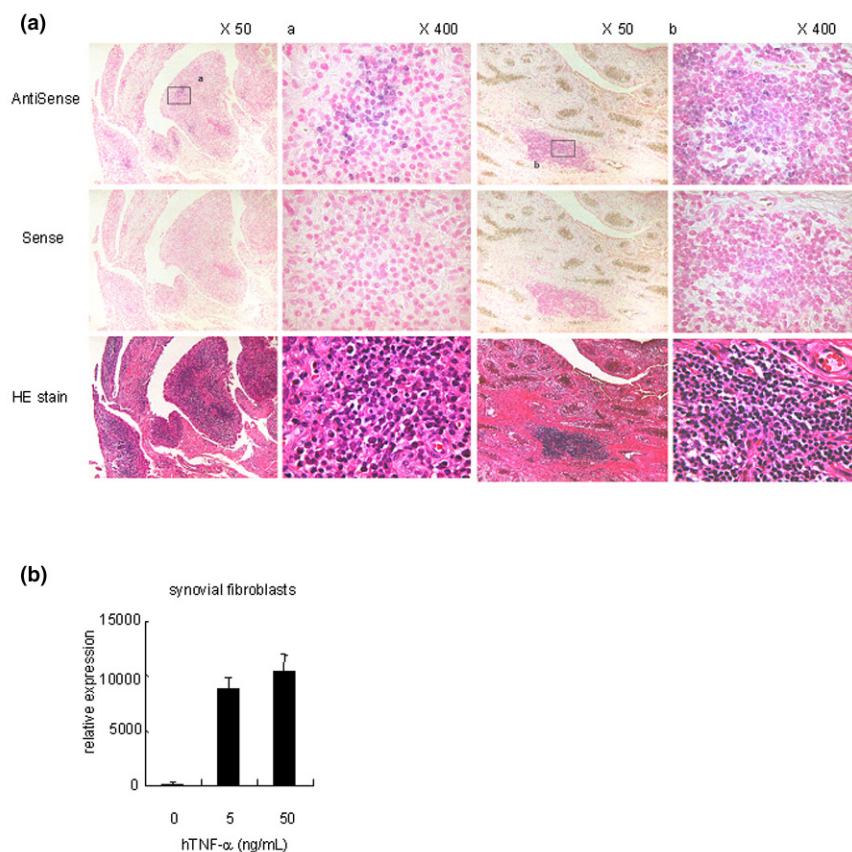 (a)
X 50 a X 400 X 50 b X 400
AntiSense
a
b
Sense
HE stain
(b)
synovial fibroblasts
relative expression
15000
10000
5000
0
0 5 50
hTNF-α (ng/mL)